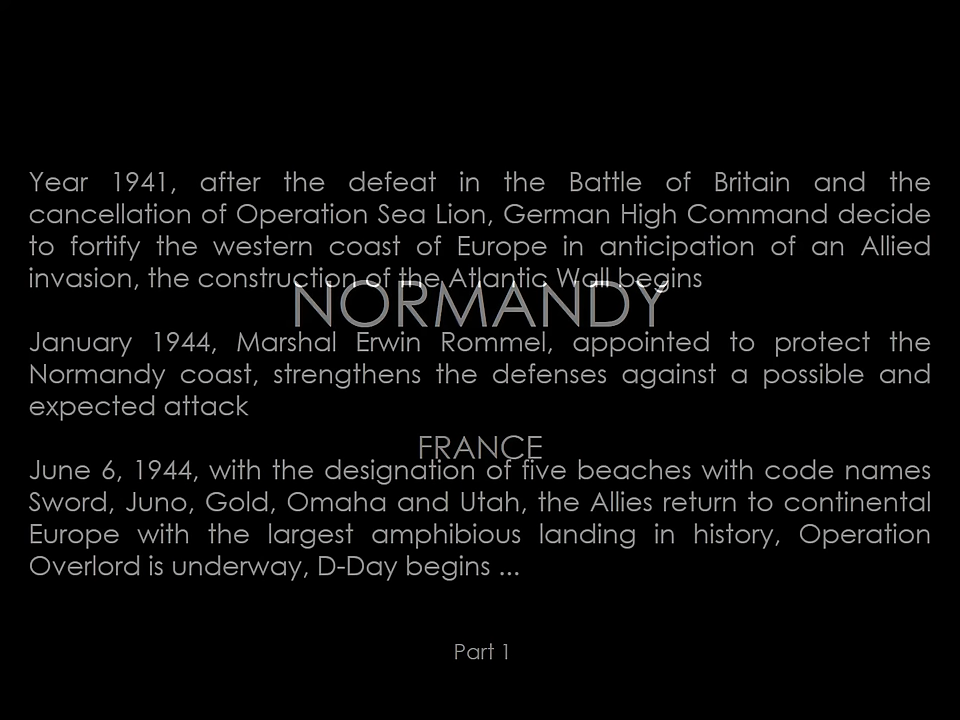 Year 1941, after the defeat in the Battle of Britain and the
cancellation of Operation Sea Lion, German High Command decide
to fortify the western coast of Europe in anticipation of an Allied
invasion, the construction of the Atlantic Wall begins
NORMANDY
January 1944, Marshal Erwin Rommel, appointed to protect the
Normandy coast, strengthens the defenses against a possible and
expected attack
FRANCE
June 6, 1944, with the designation of five beaches with code names
Sword, Juno, Gold, Omaha and Utah, the Allies return to continental
Europe with the largest amphibious landing in history, Operation
Overlord is underway, D-Day begins ...
Part 1